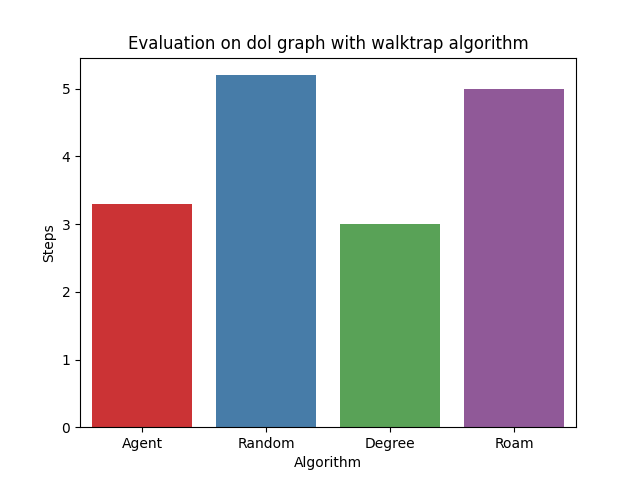 Evaluation on dol graph with walktrap algorithm
5
4
3
2
1
0
Steps
Agent Random Degree Roam
Algorithm